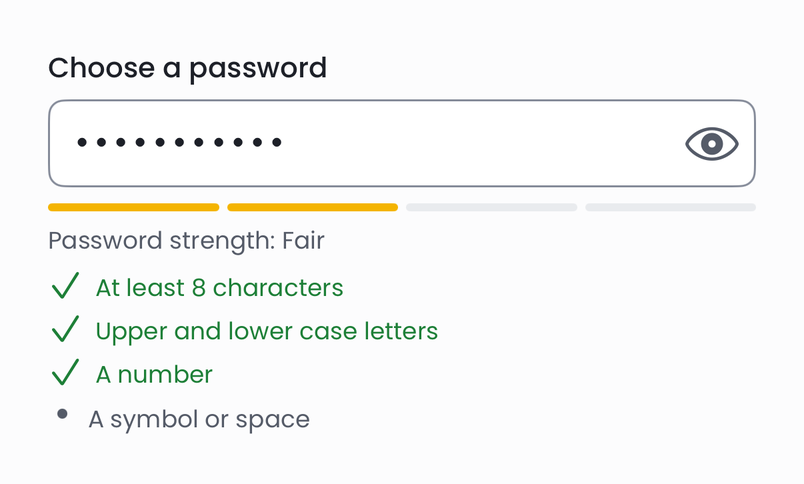 Choose a password
•••••••••••
Password strength: Fair
At least 8 characters
Upper and lower case letters
A number
• A symbol or space